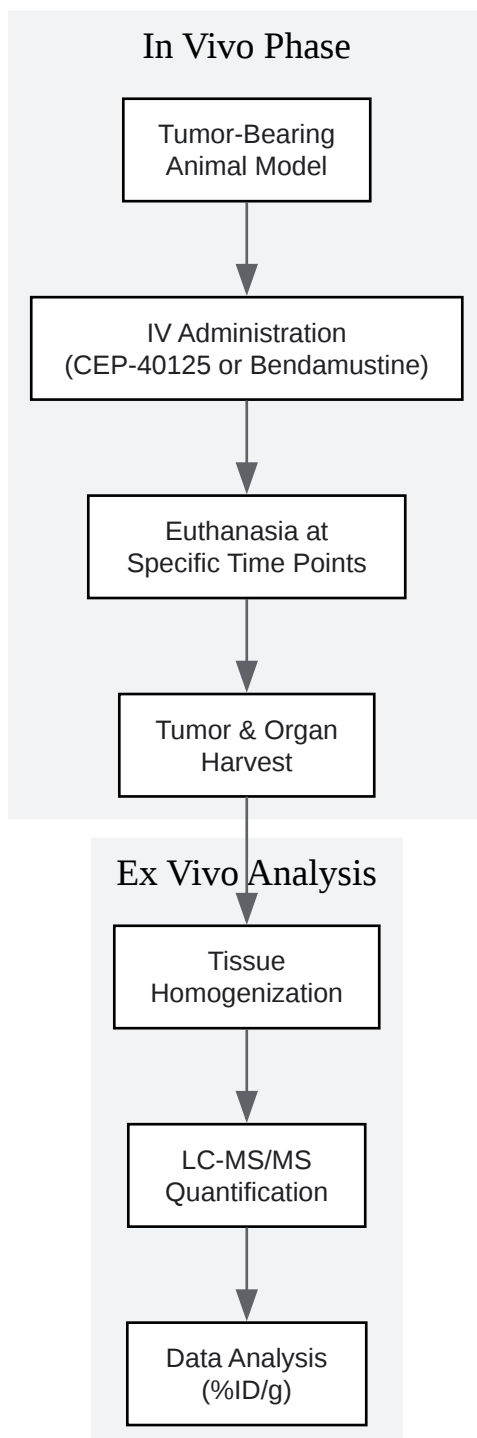 In Vivo Phase
Tumor-Bearing
Animal Model
IV Administration
(CEP-40125 or Bendamustine)
Euthanasia at
Specific Time Points
Tumor & Organ
Harvest
Ex Vivo Analysis
Tissue
Homogenization
LC-MS/MS
Quantification
Data Analysis
(%ID/g)